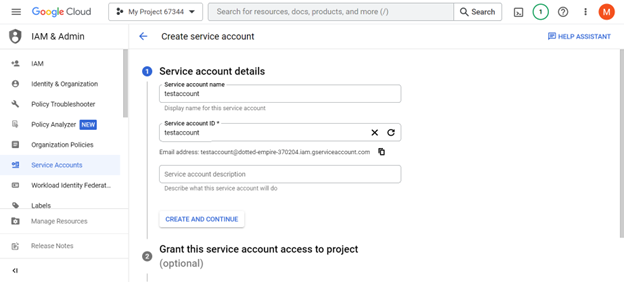 Google Cloud
My Project 67344
Search for resources, docs, products, and more (/)
Search
1
M
IAM & Admin
Create service account
HELP ASSISTANT
IAM
Identity & Organization
Policy Troubleshooter
Policy Analyzer NEW
Organization Policies
Service Accounts
Workload Identity Federat...
Labels
Manage Resources
Release Notes
1 Service account details
Service account name
testaccount
Display name for this service account
Service account ID *
testaccount
Email address: testaccount@dotted-empire-370204.iam.gserviceaccount.com
Service account description
Describe what this service account will do
CREATE AND CONTINUE
2 Grant this service account access to project
(optional)